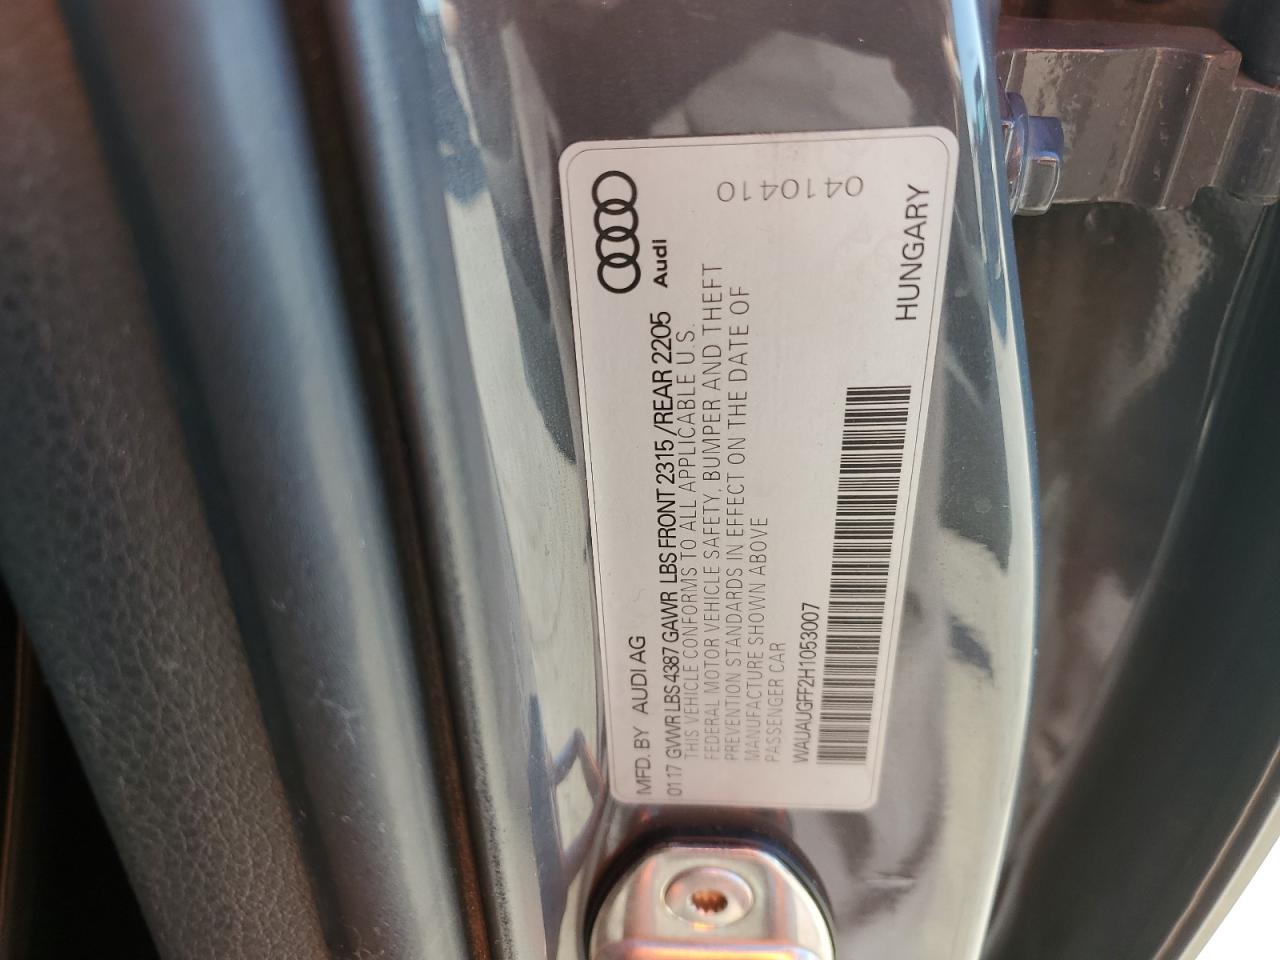 MFD. BY AUDI AG
Audi
0117 GVWR LBS 4387 GAWR LBS FRONT 2315 /REAR 2205
THIS VEHICLE CONFORMS TO ALL APPLICABLE U.S.
FEDERAL MOTOR VEHICLE SAFETY, BUMPER AND THEFT
PREVENTION STANDARDS IN EFFECT ON THE DATE OF
MANUFACTURE SHOWN ABOVE
PASSENGER CAR
0410410
WAUAUGFF2H1053007
HUNGARY